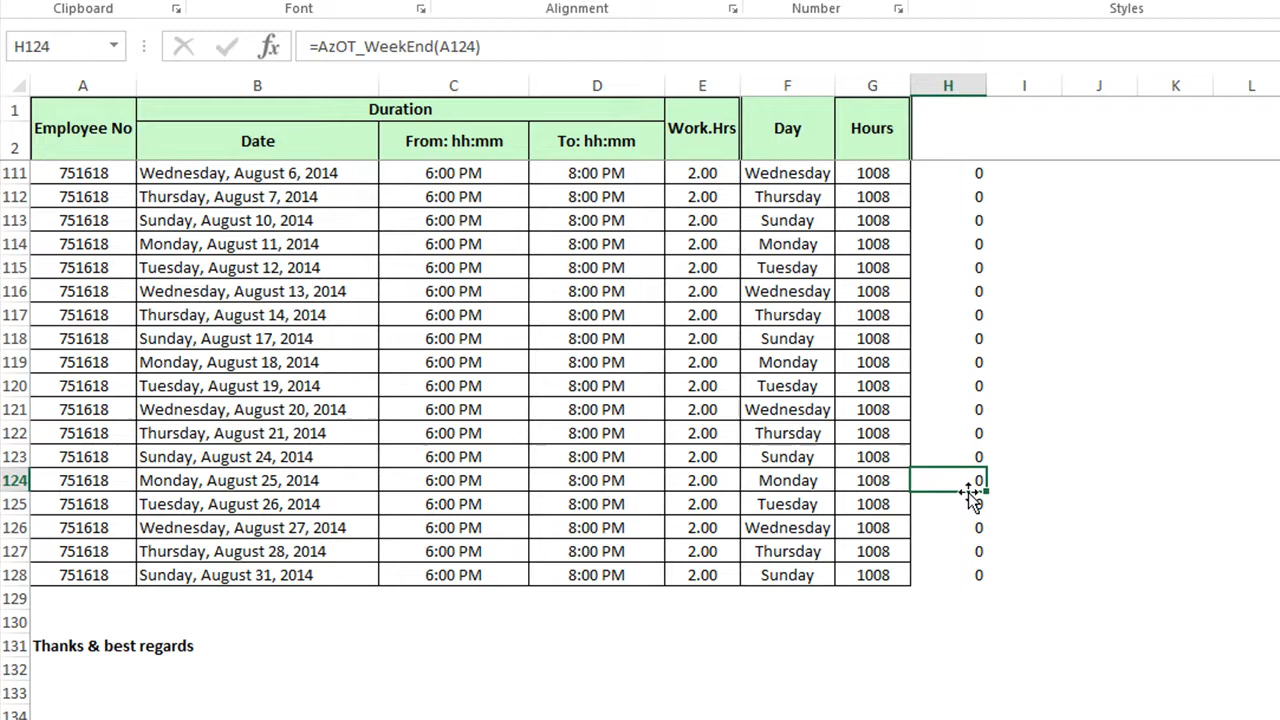 Clipboard Font Alignment Number Styles
H124 fx =AzOT_WeekEnd(A124)
A B C D E F G H I J K L
1 Employee No Duration Work.Hrs Day Hours
2 Date From: hh:mm To: hh:mm
111 751618 Wednesday, August 6, 2014 6:00 PM 8:00 PM 2.00 Wednesday 1008 0
112 751618 Thursday, August 7, 2014 6:00 PM 8:00 PM 2.00 Thursday 1008 0
113 751618 Sunday, August 10, 2014 6:00 PM 8:00 PM 2.00 Sunday 1008 0
114 751618 Monday, August 11, 2014 6:00 PM 8:00 PM 2.00 Monday 1008 0
115 751618 Tuesday, August 12, 2014 6:00 PM 8:00 PM 2.00 Tuesday 1008 0
116 751618 Wednesday, August 13, 2014 6:00 PM 8:00 PM 2.00 Wednesday 1008 0
117 751618 Thursday, August 14, 2014 6:00 PM 8:00 PM 2.00 Thursday 1008 0
118 751618 Sunday, August 17, 2014 6:00 PM 8:00 PM 2.00 Sunday 1008 0
119 751618 Monday, August 18, 2014 6:00 PM 8:00 PM 2.00 Monday 1008 0
120 751618 Tuesday, August 19, 2014 6:00 PM 8:00 PM 2.00 Tuesday 1008 0
121 751618 Wednesday, August 20, 2014 6:00 PM 8:00 PM 2.00 Wednesday 1008 0
122 751618 Thursday, August 21, 2014 6:00 PM 8:00 PM 2.00 Thursday 1008 0
123 751618 Sunday, August 24, 2014 6:00 PM 8:00 PM 2.00 Sunday 1008 0
124 751618 Monday, August 25, 2014 6:00 PM 8:00 PM 2.00 Monday 1008 0
125 751618 Tuesday, August 26, 2014 6:00 PM 8:00 PM 2.00 Tuesday 1008 0
126 751618 Wednesday, August 27, 2014 6:00 PM 8:00 PM 2.00 Wednesday 1008 0
127 751618 Thursday, August 28, 2014 6:00 PM 8:00 PM 2.00 Thursday 1008 0
128 751618 Sunday, August 31, 2014 6:00 PM 8:00 PM 2.00 Sunday 1008 0
129
130
131 Thanks & best regards
132
133
134